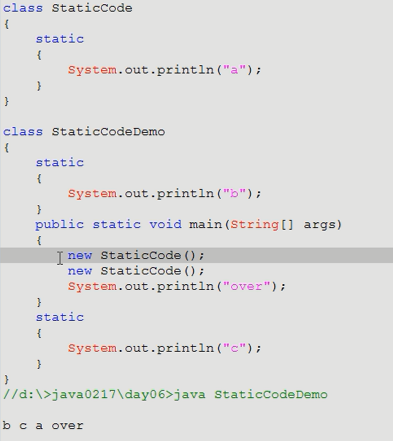 class StaticCode
{
    static
    {
        System.out.println("a");
    }
}

class StaticCodeDemo
{
    static
    {
        System.out.println("b");
    }
    public static void main(String[] args)
    {
        new StaticCode();
        new StaticCode();
        System.out.println("over");
    }
    static
    {
        System.out.println("c");
    }
}
//d:\>java0217\day06>java StaticCodeDemo

b c a over